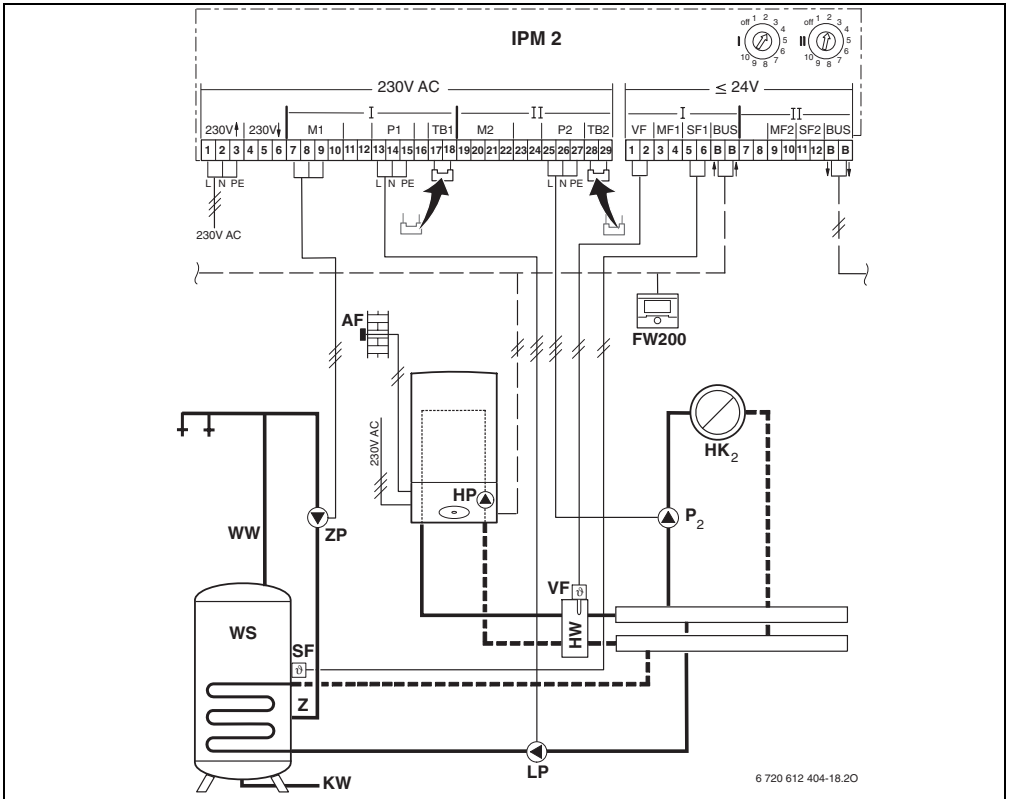 IPM 2
off 1 2 3 4 5 6 7 8 9 10
I
off 1 2 3 4 5 6 7 8 9 10
II
230V AC
≤ 24V
I
II
I
II
230V 230V M1 P1 TB1 M2 P2 TB2
VF MF1 SF1 BUS MF2 SF2 BUS
1 2 3 4 5 6 7 8 9 10 11 12 13 14 15 16 17 18 19 20 21 22 23 24 25 26 27 28 29
1 2 3 4 5 6 B B 7 8 9 10 11 12 B B
L N PE
L N PE
L N PE
230V AC
FW200
AF
230V AC
HK2
HP
P2
ZP
WW
VF
ϑ
HW
WS
SF
ϑ
Z
LP
KW
6 720 612 404-18.2O